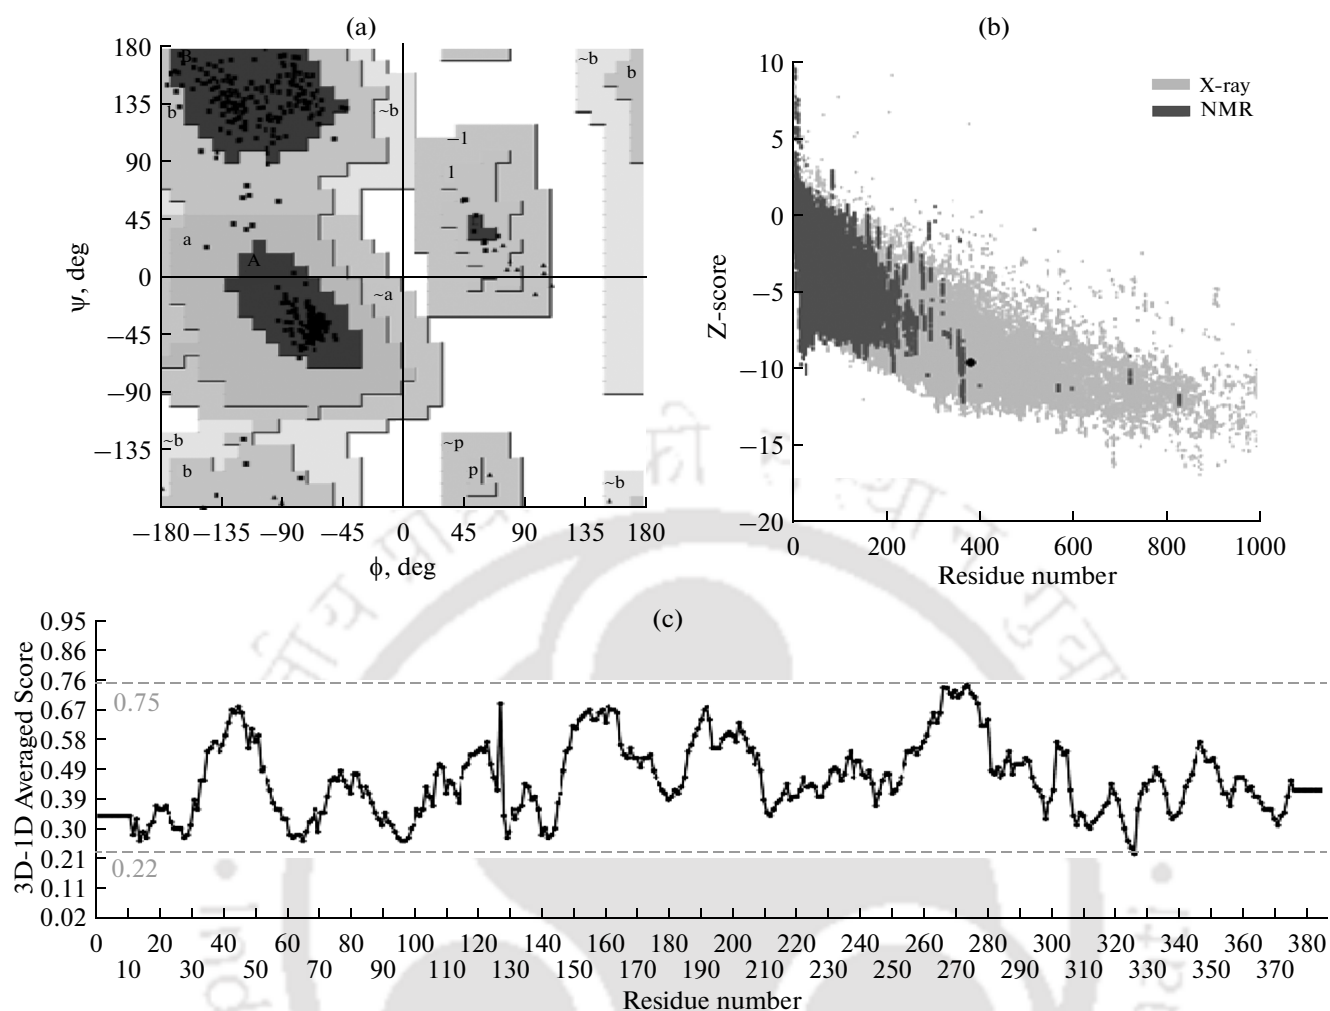 (a)
180
135
90
45
0
−45
−90
−135
ψ, deg
B
b
~b
~b
b
−1
1
a
A
~a
~b
b
~p
p
~b
−180 −135 −90 −45 0 45 90 135 180
ϕ, deg
(b)
10
5
0
−5
−10
−15
−20
Z-score
X-ray
NMR
0 200 400 600 800 1000
Residue number
(c)
0.95
0.86
0.76
0.67
0.58
0.49
0.39
0.30
0.21
0.11
0.02
3D-1D Averaged Score
0.75
0.22
0 20 40 60 80 100 120 140 160 180 200 220 240 260 280 300 320 340 360 380
10 30 50 70 90 110 130 150 170 190 210 230 250 270 290 310 330 350 370
Residue number